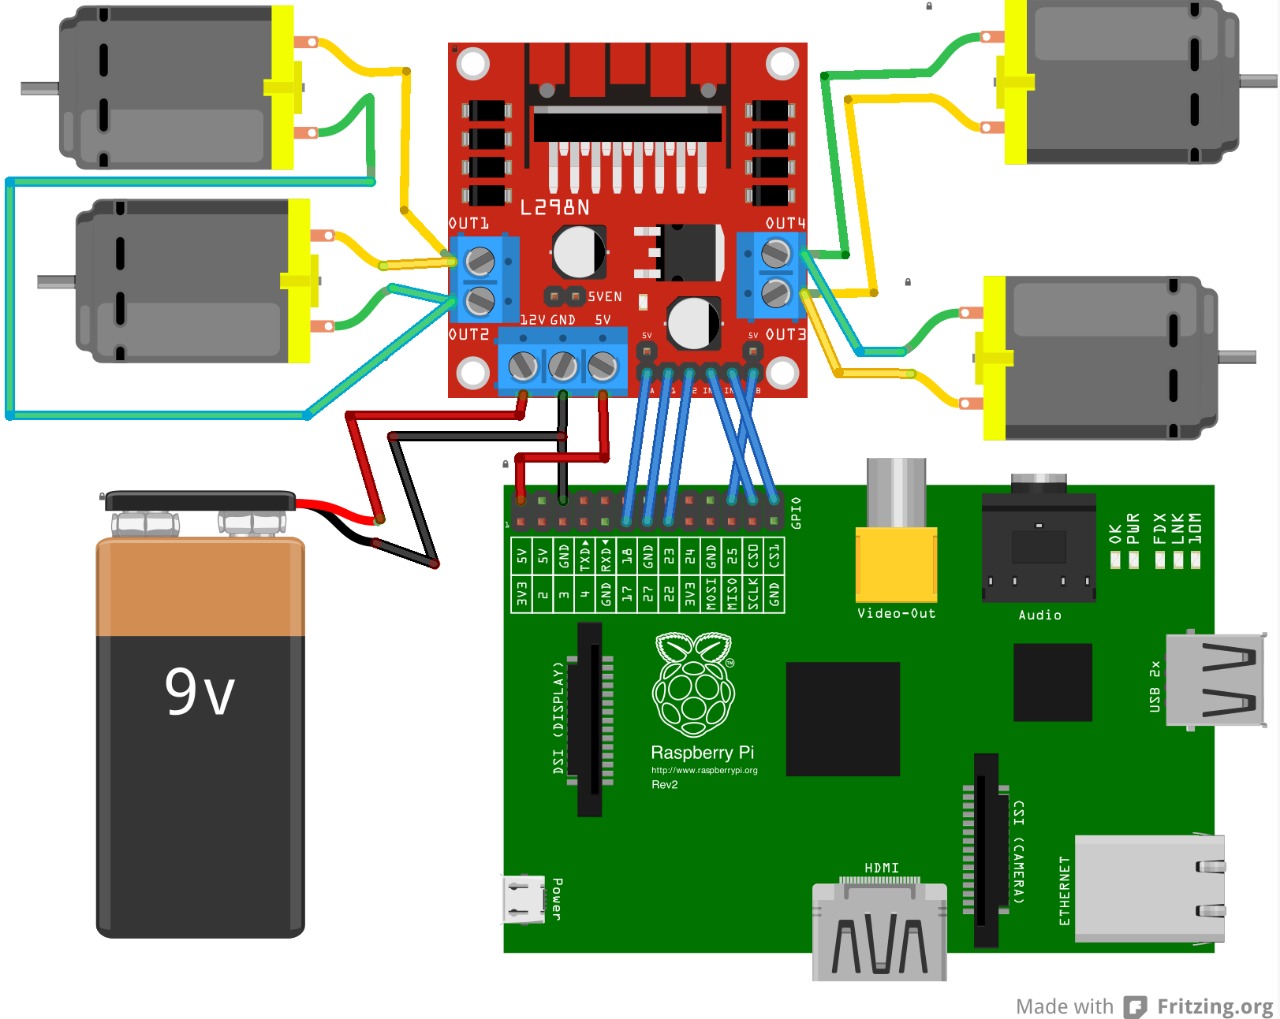 L298N
OUT1
OUT4
5VEN
OUT2
12V GND 5V
OUT3
5V
5V
GPIO
1
5V 5V GND TXD RXD 18 GND 23 24 GND 25 CS0 CS1
3V3 2 3 4 GND 17 27 22 3V3 MOSI MISO SCLK GND
OK PWR FDX LNK 10M
Video-Out
Audio
9v
DSI (DISPLAY)
USB 2x
Raspberry Pi
TM
http://www.raspberrypi.org
Rev2
CSI (CAMERA)
HDMI
ETHERNET
Power
Made with Fritzing.org